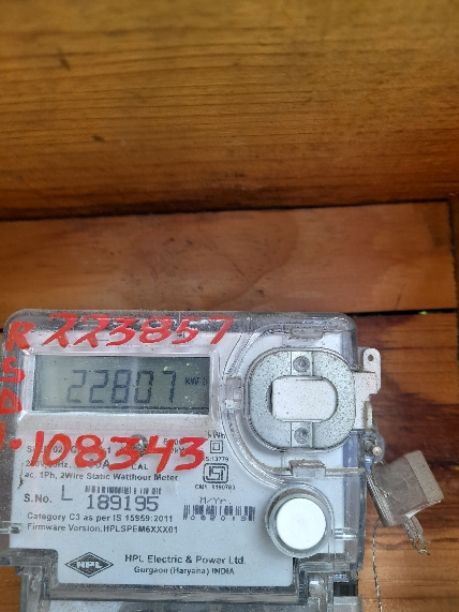 223857
22807
108343
ac, 1Ph, 2Wire Static Watthour Meter
S.No. L 189195
Category C3 as per IS 15959:2011
Firmware Version.HPLSPEM6XXX01
HPL
HPL Electric & Power Ltd.
Gurgaon (Haryana) INDIA